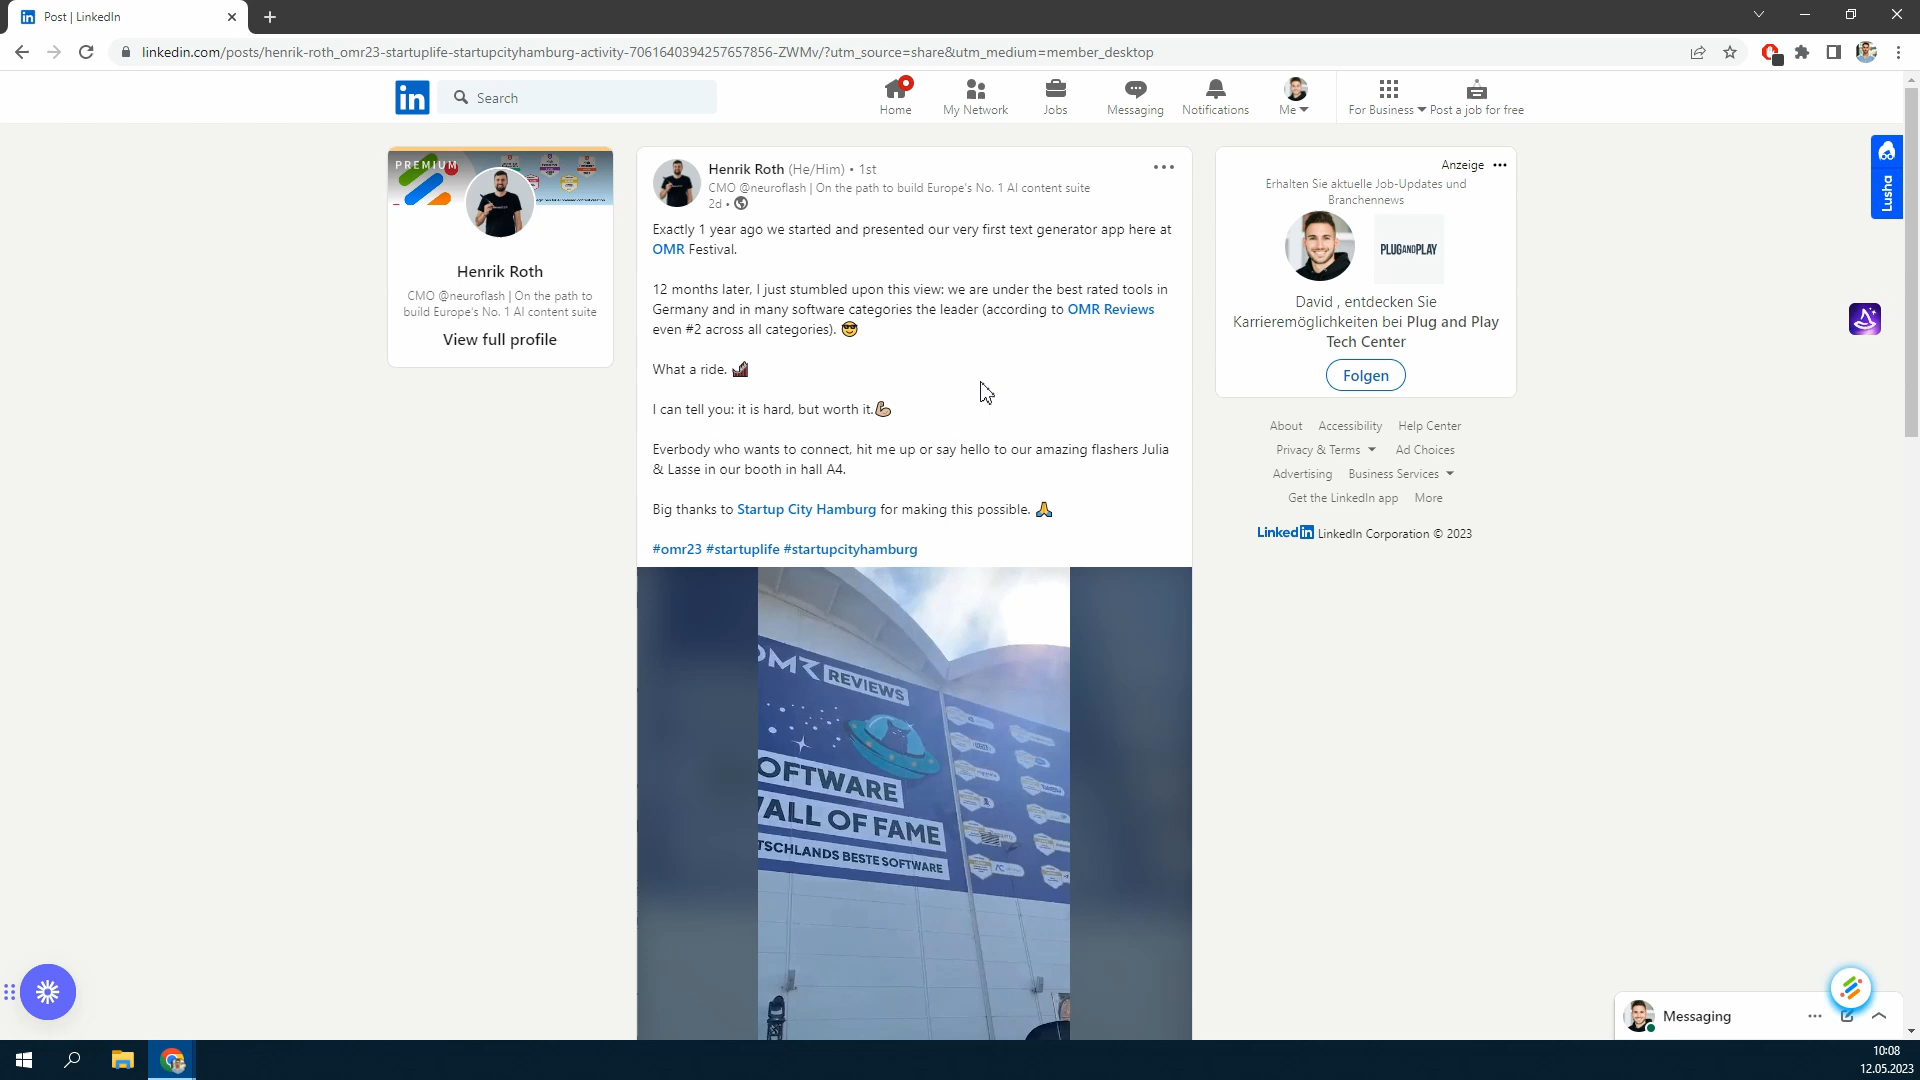 Post | LinkedIn
linkedin.com/posts/henrik-roth_omr23-startuplife-startupcityhamburg-activity-7061640394257657856-ZWMv/?utm_source=share&utm_medium=member_desktop
in
Search
Home
My Network
Jobs
Messaging
Notifications
Me
For Business
Post a job for free
PREMIUM
Henrik Roth
CMO @neuroflash | On the path to
build Europe's No. 1 AI content suite
View full profile
Henrik Roth (He/Him) • 1st
CMO @neuroflash | On the path to build Europe's No. 1 AI content suite
2d •
Exactly 1 year ago we started and presented our very first text generator app here at
OMR Festival.
12 months later, I just stumbled upon this view: we are under the best rated tools in
Germany and in many software categories the leader (according to OMR Reviews
even #2 across all categories). 😎
What a ride. 🎢
I can tell you: it is hard, but worth it.💪🏼
Everbody who wants to connect, hit me up or say hello to our amazing flashers Julia
& Lasse in our booth in hall A4.
Big thanks to Startup City Hamburg for making this possible. 🙏
#omr23 #startuplife #startupcityhamburg
OMR REVIEWS
OFTWARE
ALL OF FAME
TSCHLANDS BESTE SOFTWARE
Anzeige
Erhalten Sie aktuelle Job-Updates und
Branchennews
PLUGANDPLAY
David , entdecken Sie
Karrieremöglichkeiten bei Plug and Play
Tech Center
Folgen
About Accessibility Help Center
Privacy & Terms Ad Choices
Advertising Business Services
Get the LinkedIn app More
LinkedIn LinkedIn Corporation © 2023
Lusha
Messaging
10:08
12.05.2023